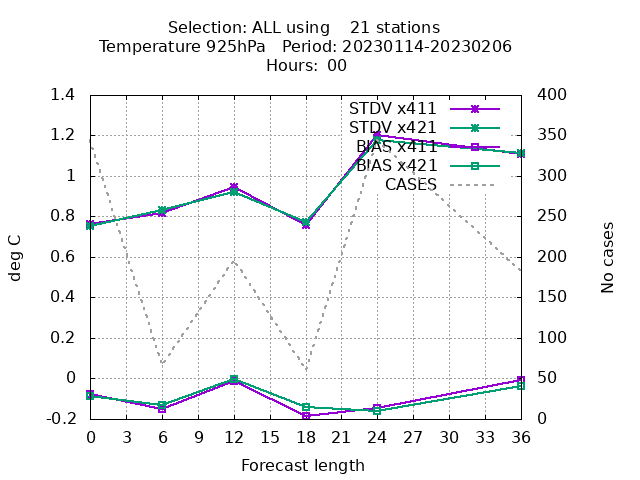 Selection: ALL using    21 stations
Temperature 925hPa   Period: 20230114-20230206
Hours: 00
1.4
1.2
1
0.8
0.6
0.4
0.2
0
-0.2
deg C
STDV x411
STDV x421
BIAS x411
BIAS x421
CASES
400
350
300
250
200
150
100
50
0
No cases
0 3 6 9 12 15 18 21 24 27 30 33 36
Forecast length